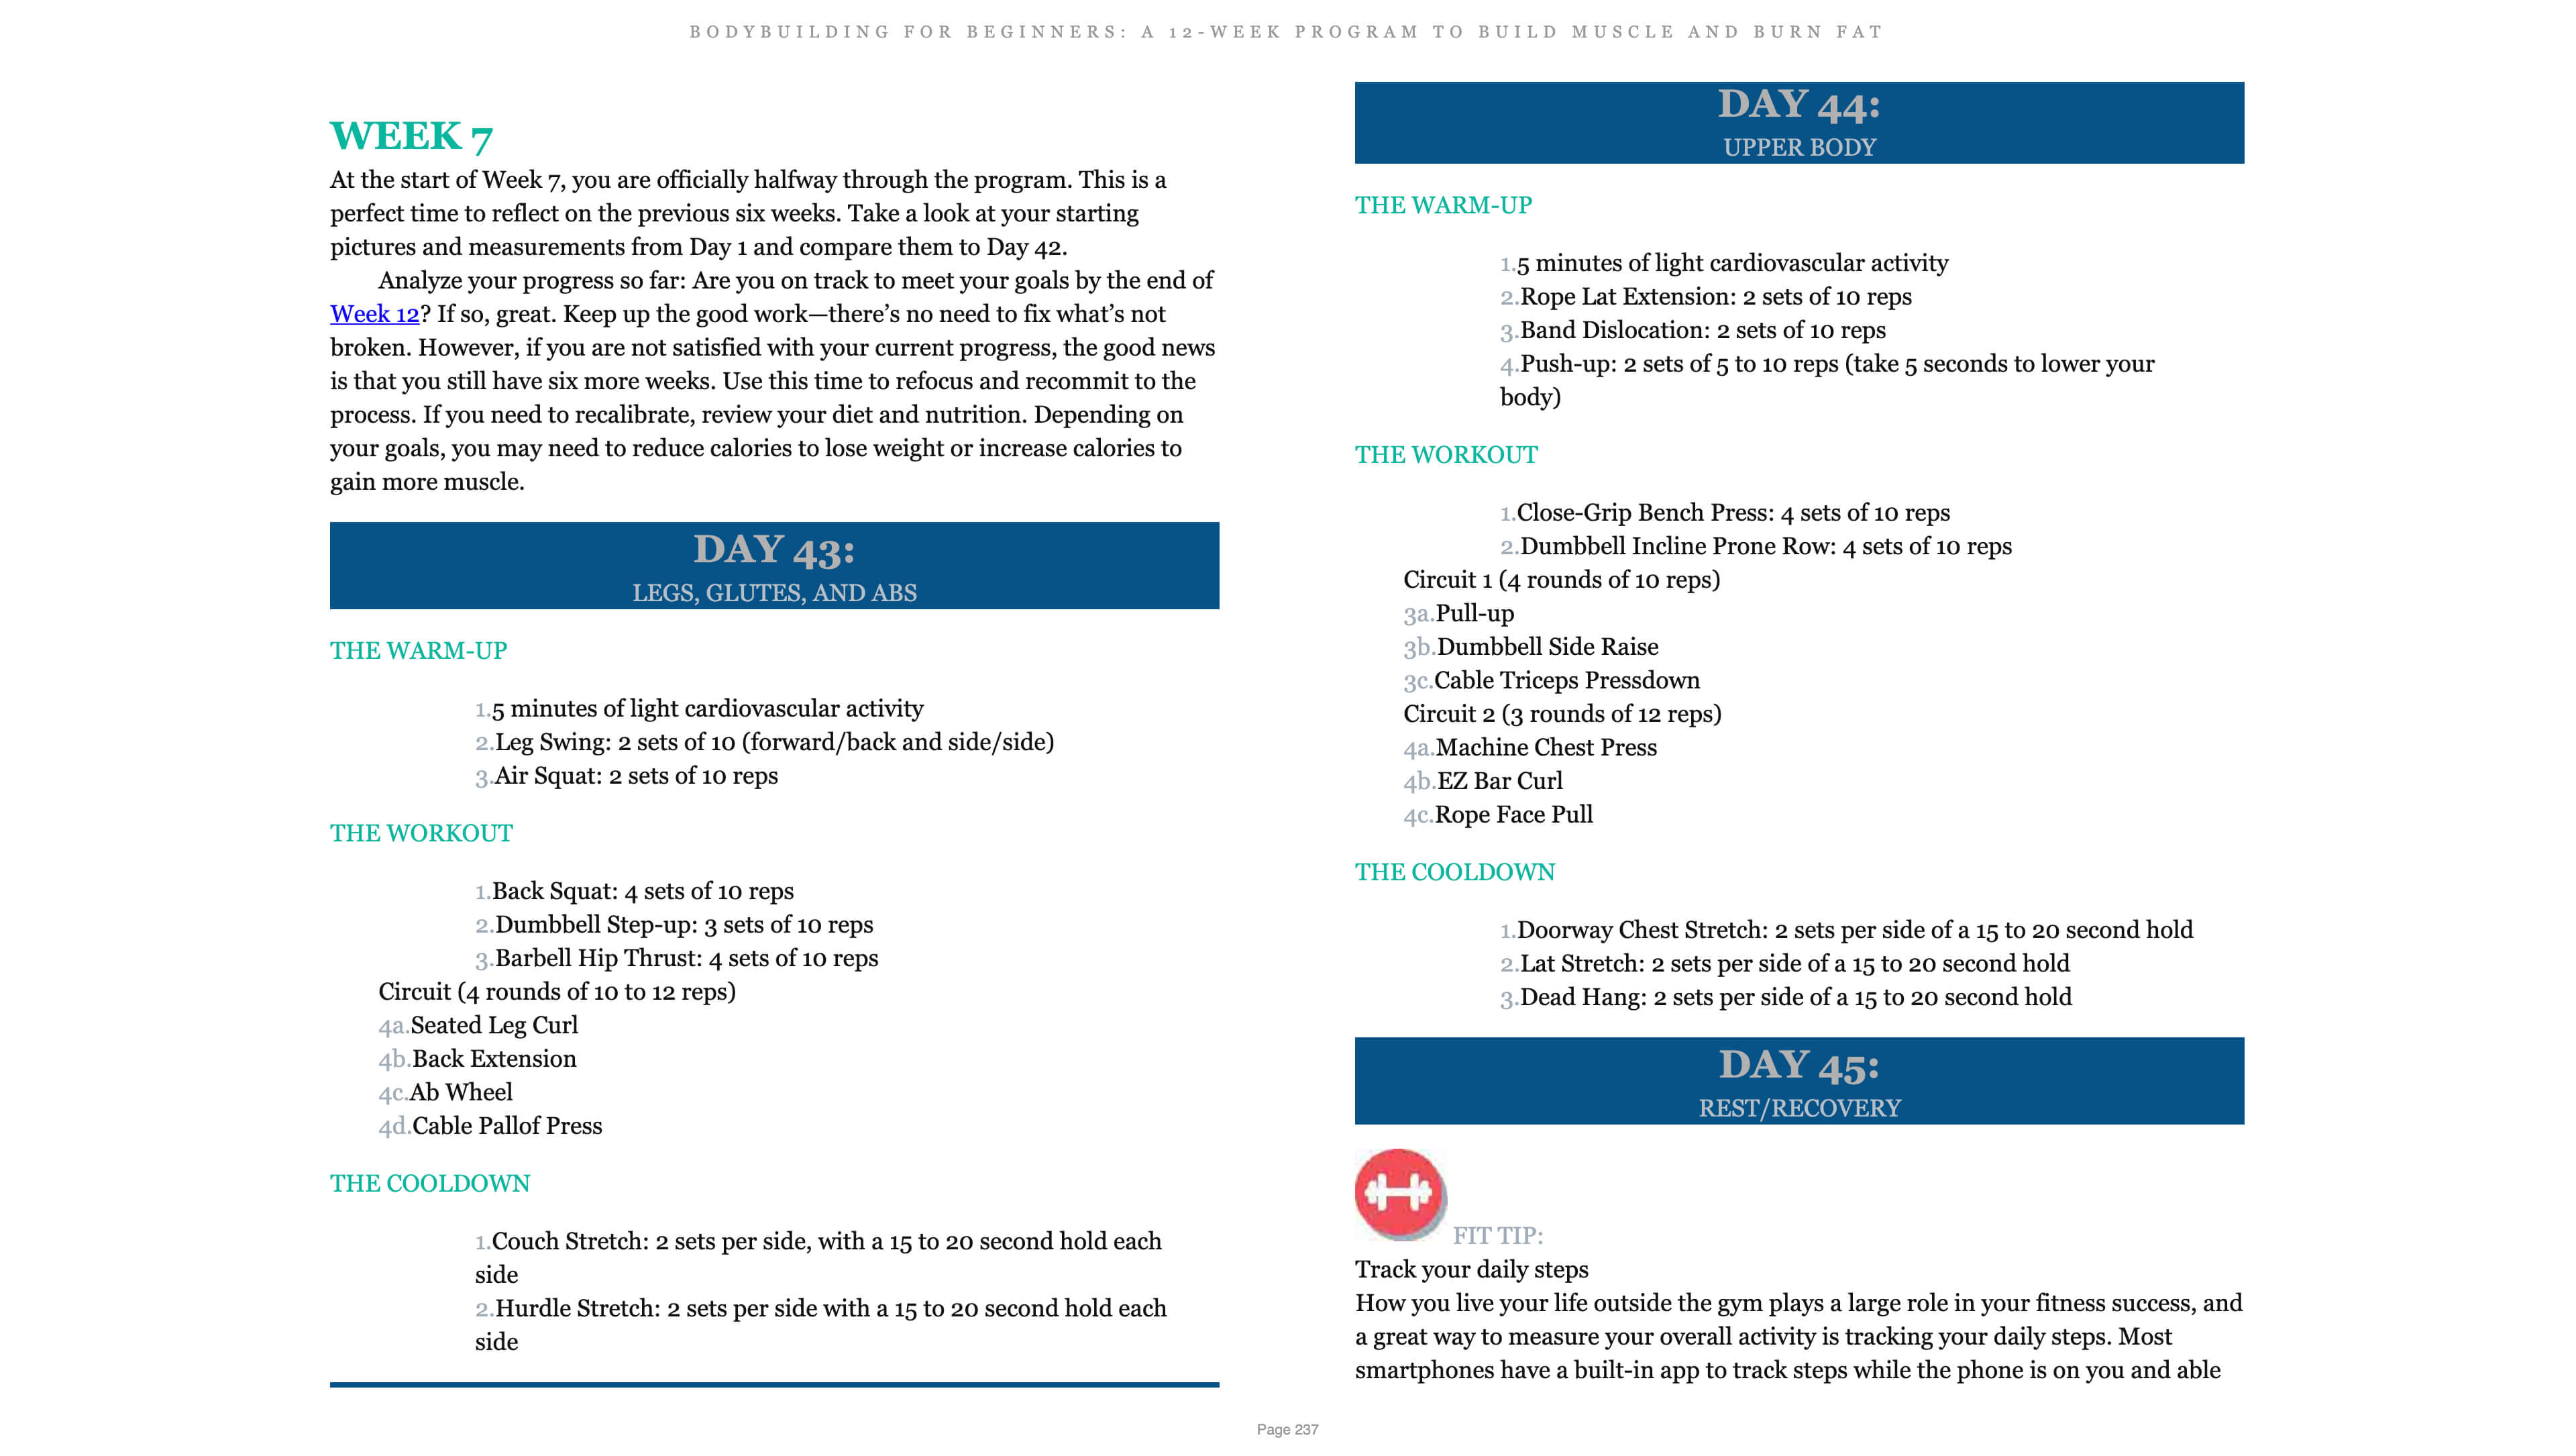 BODYBUILDING FOR BEGINNERS: A 12-WEEK PROGRAM TO BUILD MUSCLE AND BURN FAT
WEEK 7
At the start of Week 7, you are officially halfway through the program. This is a
perfect time to reflect on the previous six weeks. Take a look at your starting
pictures and measurements from Day 1 and compare them to Day 42.
Analyze your progress so far: Are you on track to meet your goals by the end of
Week 12? If so, great. Keep up the good work—there’s no need to fix what’s not
broken. However, if you are not satisfied with your current progress, the good news
is that you still have six more weeks. Use this time to refocus and recommit to the
process. If you need to recalibrate, review your diet and nutrition. Depending on
your goals, you may need to reduce calories to lose weight or increase calories to
gain more muscle.
DAY 43:
LEGS, GLUTES, AND ABS
THE WARM-UP
1.5 minutes of light cardiovascular activity
2.Leg Swing: 2 sets of 10 (forward/back and side/side)
3.Air Squat: 2 sets of 10 reps
THE WORKOUT
1.Back Squat: 4 sets of 10 reps
2.Dumbbell Step-up: 3 sets of 10 reps
3.Barbell Hip Thrust: 4 sets of 10 reps
Circuit (4 rounds of 10 to 12 reps)
4a.Seated Leg Curl
4b.Back Extension
4c.Ab Wheel
4d.Cable Pallof Press
THE COOLDOWN
1.Couch Stretch: 2 sets per side, with a 15 to 20 second hold each
side
2.Hurdle Stretch: 2 sets per side with a 15 to 20 second hold each
side
DAY 44:
UPPER BODY
THE WARM-UP
1.5 minutes of light cardiovascular activity
2.Rope Lat Extension: 2 sets of 10 reps
3.Band Dislocation: 2 sets of 10 reps
4.Push-up: 2 sets of 5 to 10 reps (take 5 seconds to lower your
body)
THE WORKOUT
1.Close-Grip Bench Press: 4 sets of 10 reps
2.Dumbbell Incline Prone Row: 4 sets of 10 reps
Circuit 1 (4 rounds of 10 reps)
3a.Pull-up
3b.Dumbbell Side Raise
3c.Cable Triceps Pressdown
Circuit 2 (3 rounds of 12 reps)
4a.Machine Chest Press
4b.EZ Bar Curl
4c.Rope Face Pull
THE COOLDOWN
1.Doorway Chest Stretch: 2 sets per side of a 15 to 20 second hold
2.Lat Stretch: 2 sets per side of a 15 to 20 second hold
3.Dead Hang: 2 sets per side of a 15 to 20 second hold
DAY 45:
REST/RECOVERY
FIT TIP:
Track your daily steps
How you live your life outside the gym plays a large role in your fitness success, and
a great way to measure your overall activity is tracking your daily steps. Most
smartphones have a built-in app to track steps while the phone is on you and able
Page 237